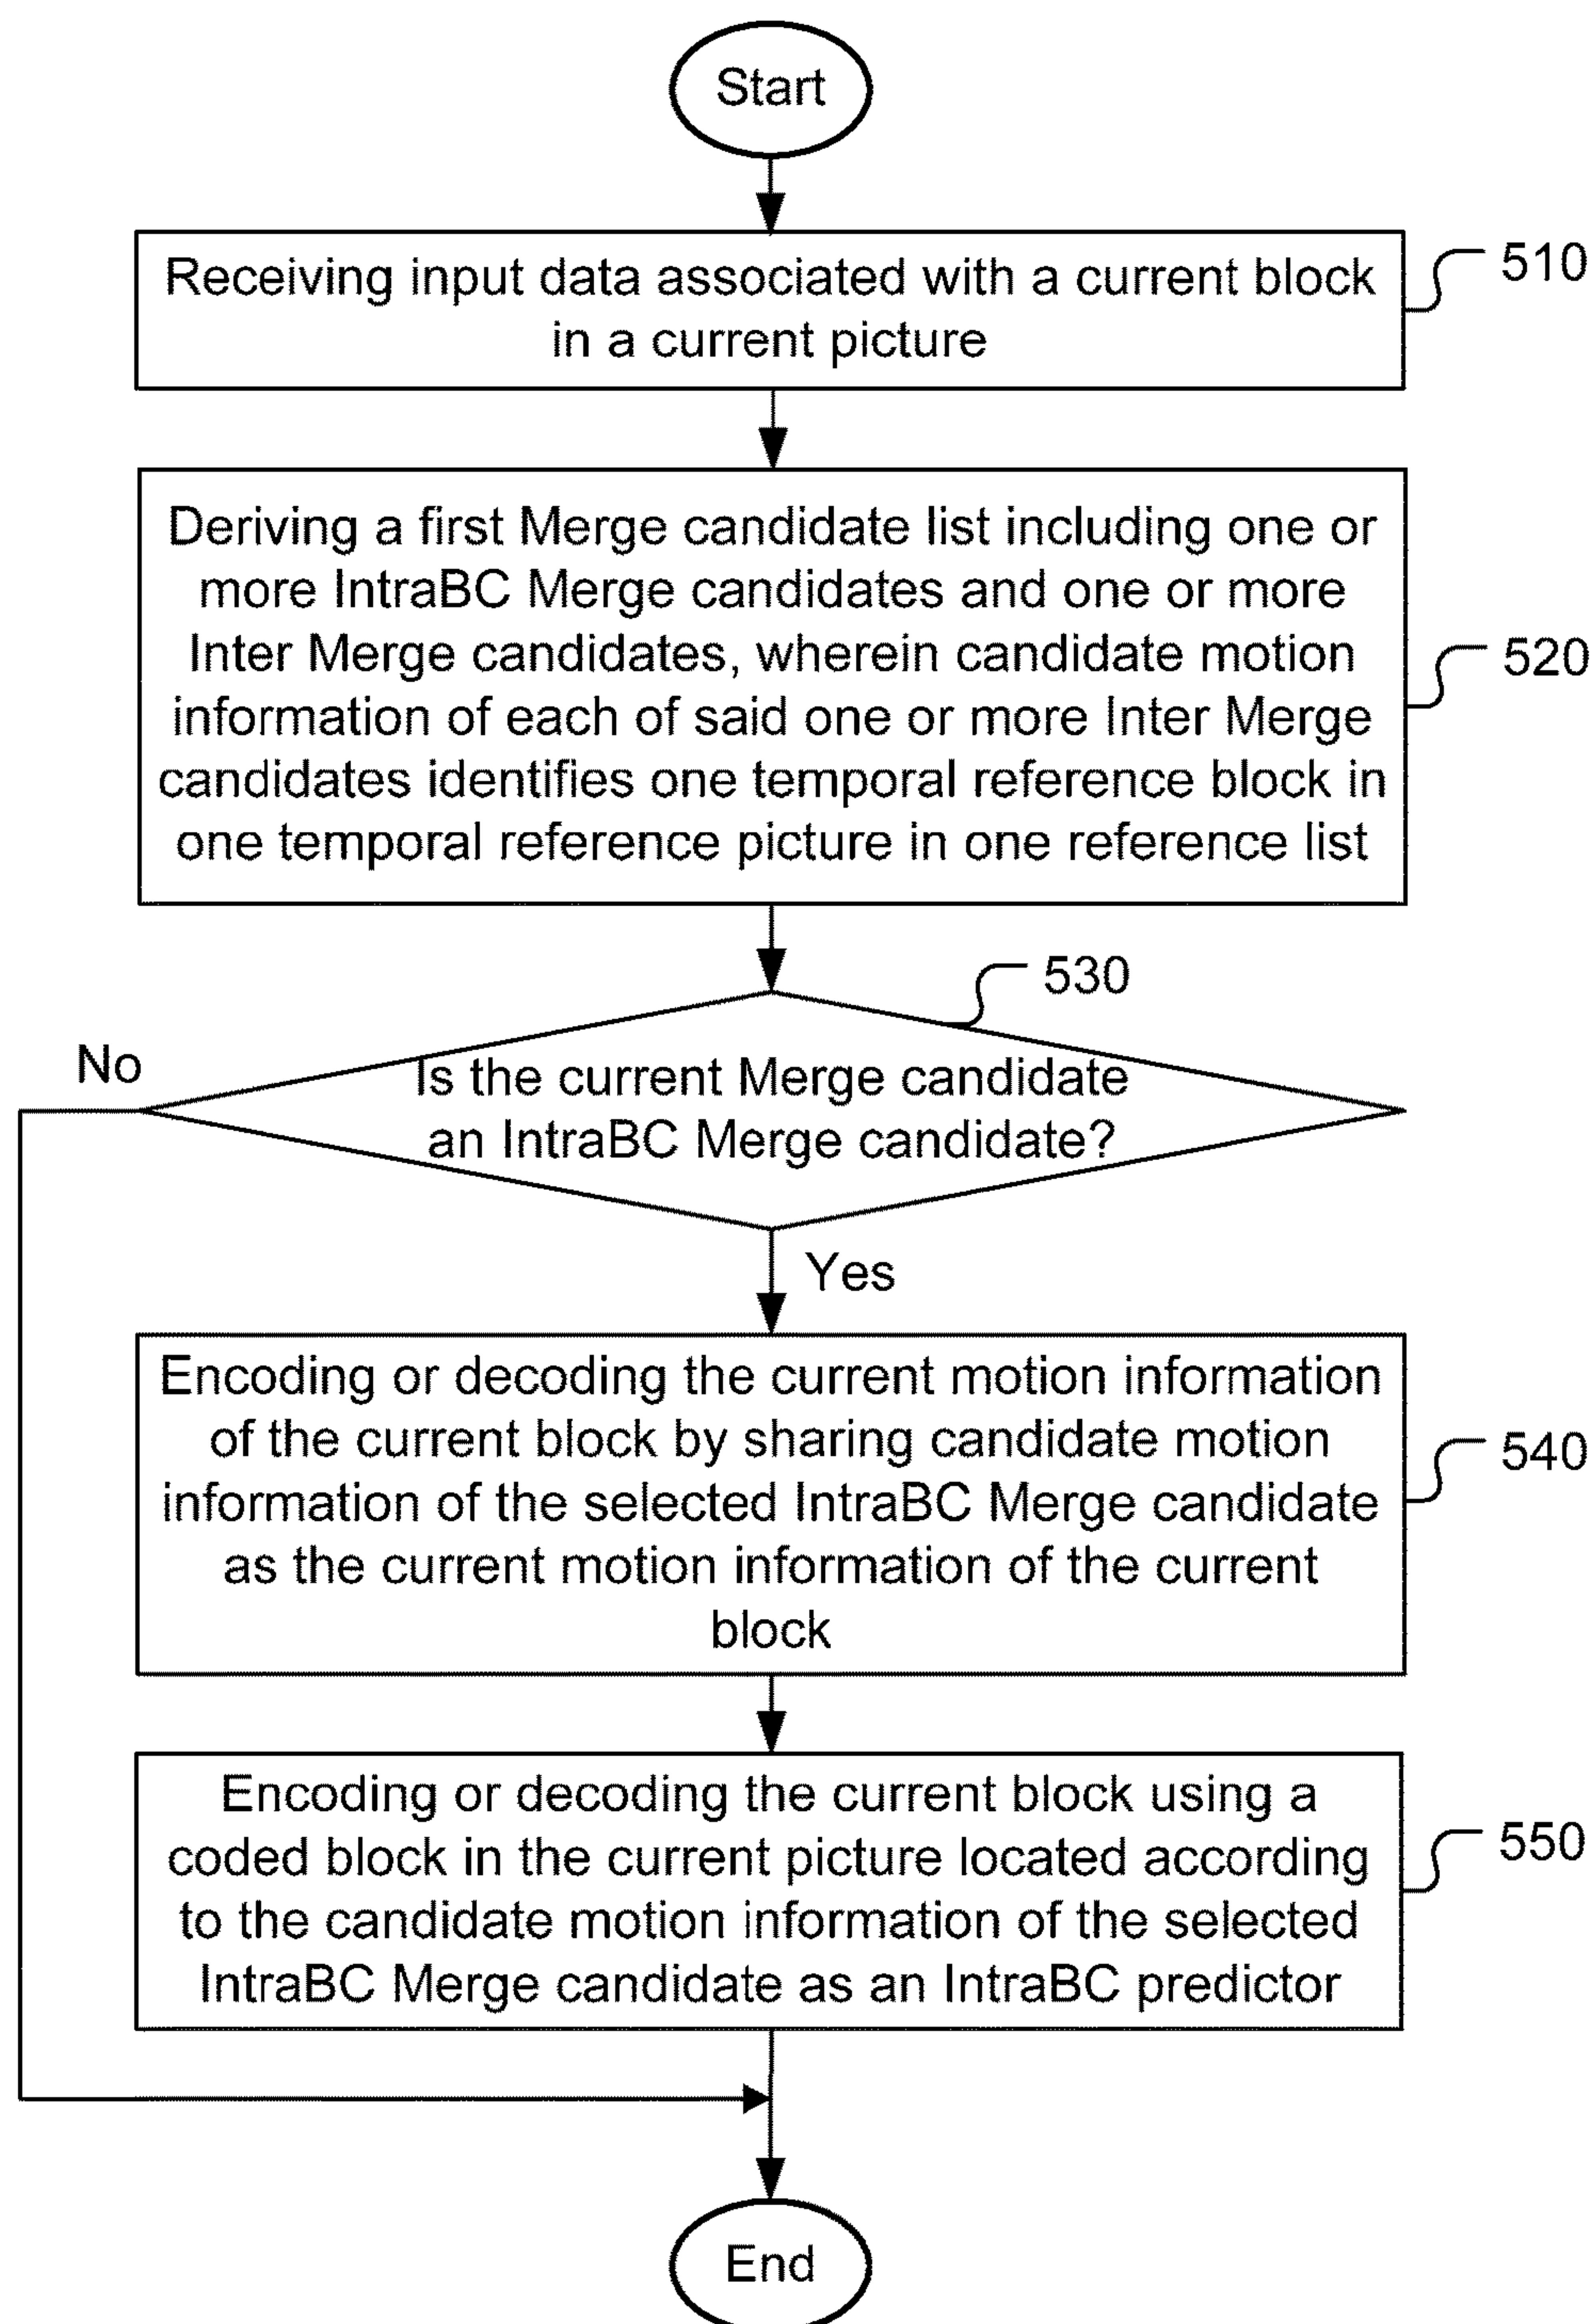 Start
Receiving input data associated with a current block
in a current picture
510
Deriving a first Merge candidate list including one or
more IntraBC Merge candidates and one or more
Inter Merge candidates, wherein candidate motion
information of each of said one or more Inter Merge
candidates identifies one temporal reference block in
one temporal reference picture in one reference list
520
530
No
Is the current Merge candidate
an IntraBC Merge candidate?
Yes
Encoding or decoding the current motion information
of the current block by sharing candidate motion
information of the selected IntraBC Merge candidate
as the current motion information of the current
block
540
Encoding or decoding the current block using a
coded block in the current picture located according
to the candidate motion information of the selected
IntraBC Merge candidate as an IntraBC predictor
550
End